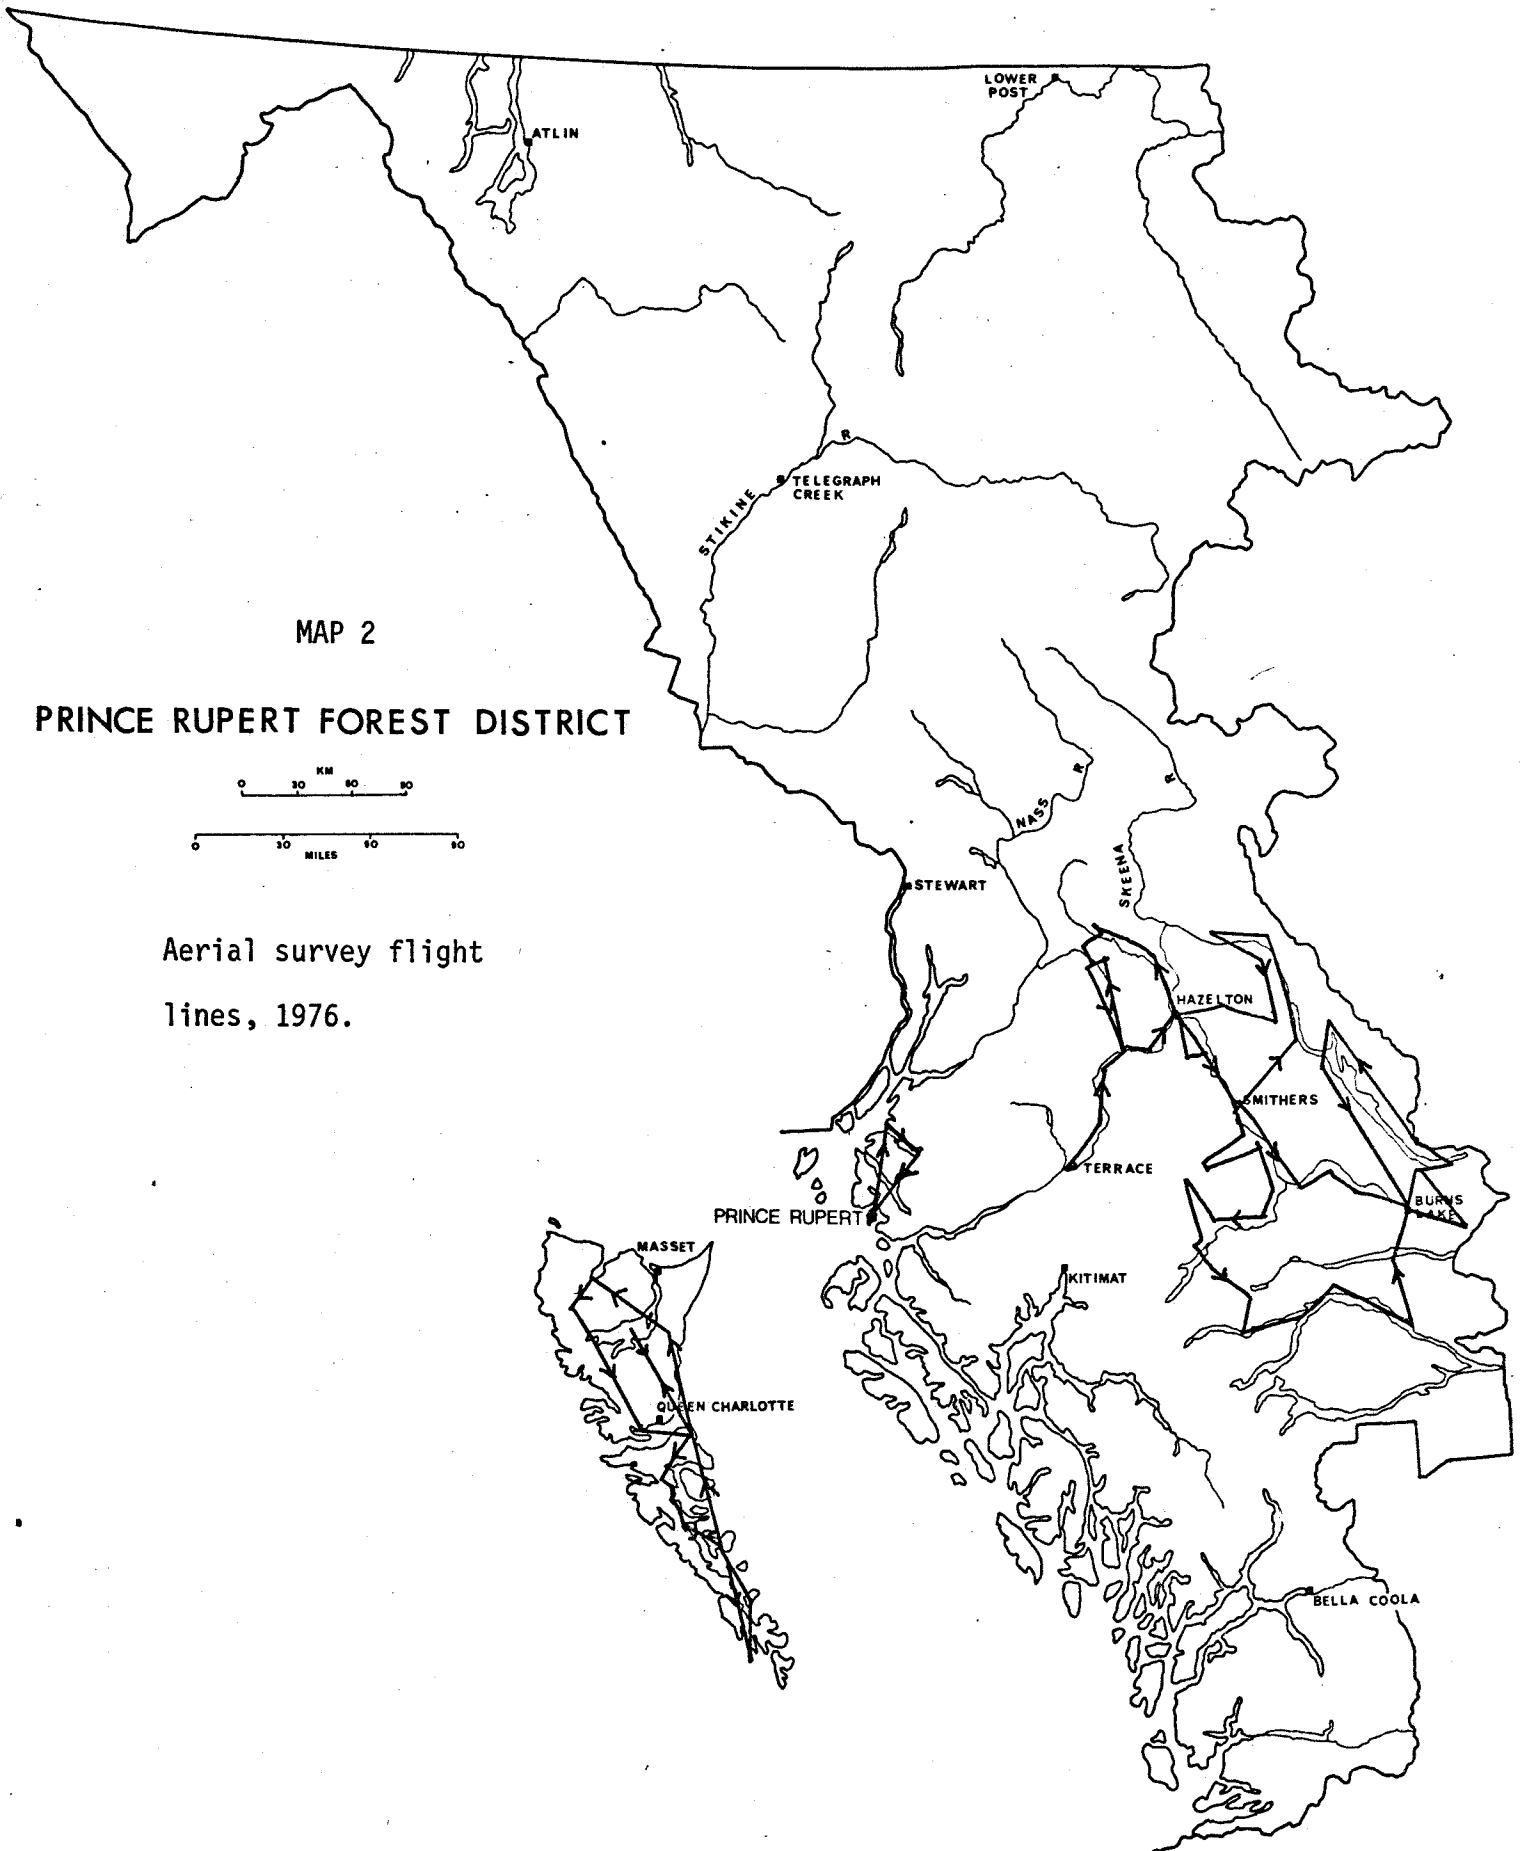 LOWER
POST
ATLIN
R
TELEGRAPH
CREEK
STIKINE
MAP 2
PRINCE RUPERT FOREST DISTRICT
KM
0 30 60 90
0 30 60 90
MILES
R
R
NASS
SKEENA
STEWART
Aerial survey flight
lines, 1976.
HAZELTON
SMITHERS
TERRACE
BURNS
LAKE
PRINCE RUPERT
MASSET
KITIMAT
QUEEN CHARLOTTE
BELLA COOLA